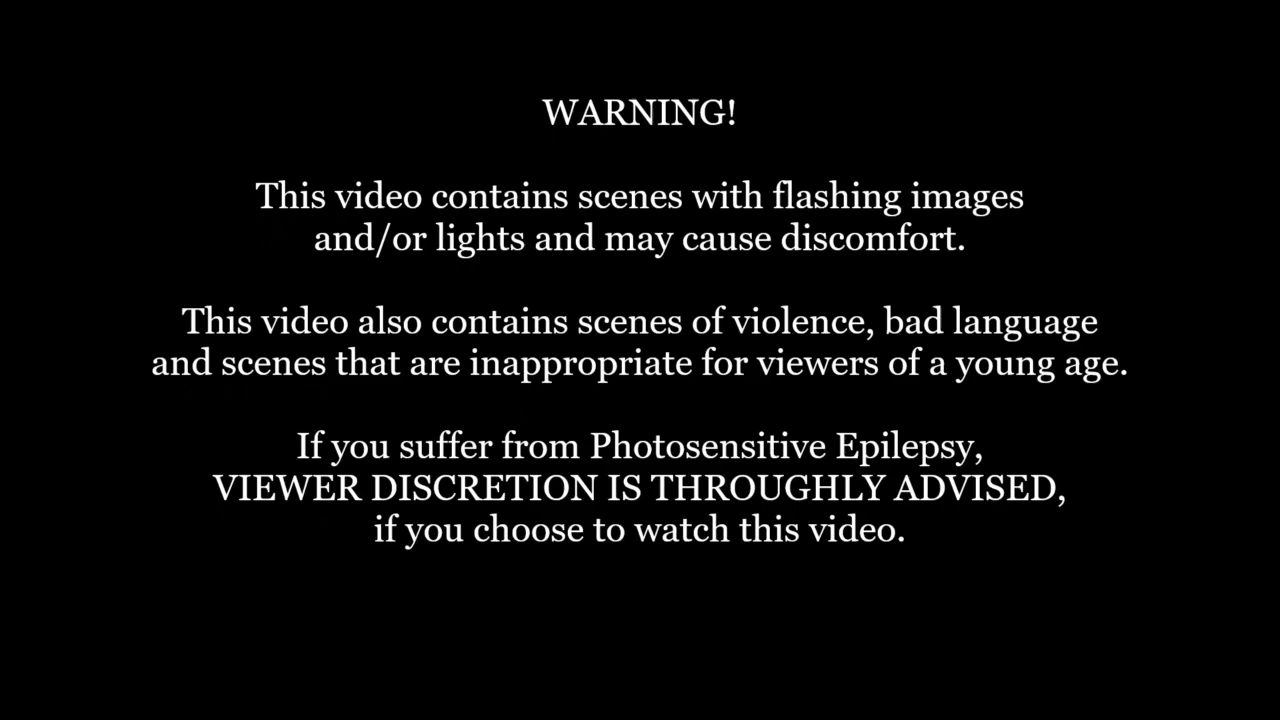 WARNING!
This video contains scenes with flashing images
and/or lights and may cause discomfort.
This video also contains scenes of violence, bad language
and scenes that are inappropriate for viewers of a young age.
If you suffer from Photosensitive Epilepsy,
VIEWER DISCRETION IS THROUGHLY ADVISED,
if you choose to watch this video.